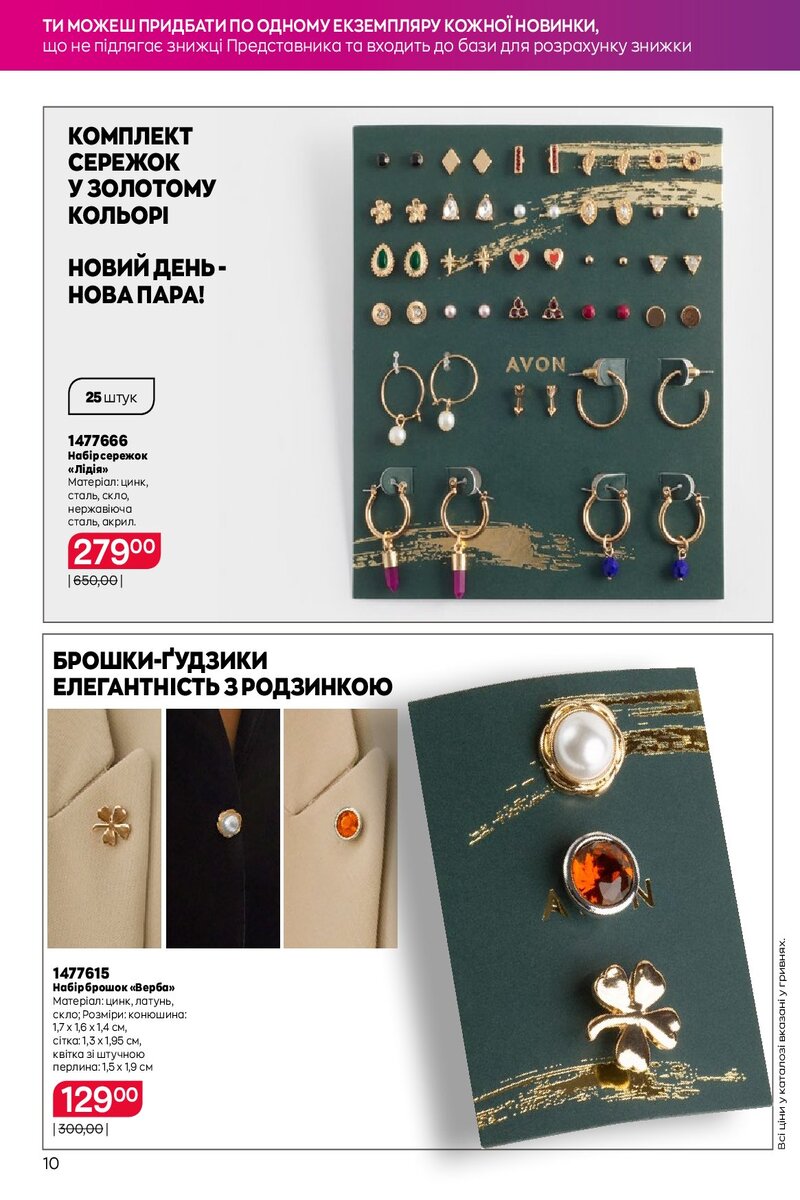 ТИ МОЖЕШ ПРИДБАТИ ПО ОДНОМУ ЕКЗЕМПЛЯРУ КОЖНОЇ НОВИНКИ,
що не підлягає знижці Представника та входить до бази для розрахунку знижки
КОМПЛЕКТ
СЕРЕЖОК
У ЗОЛОТОМУ
КОЛЬОРІ
НОВИЙ ДЕНЬ -
НОВА ПАРА!
25 штук
1477666
Набір сережок
«Лідія»
Матеріал: цинк,
сталь, скло,
нержавіюча
сталь, акрил.
279⁰⁰
| 650,00 |
AVON
БРОШКИ-ҐУДЗИКИ
ЕЛЕГАНТНІСТЬ З РОДЗИНКОЮ
AVON
1477615
Набір брошок «Верба»
Матеріал: цинк, латунь,
скло; Розміри: конюшина:
1,7 х 1,6 х 1,4 см,
сітка: 1,3 х 1,95 см,
квітка зі штучною
перлина: 1,5 х 1,9 см
129⁰⁰
| 300,00 |
Всі ціни у каталозі вказані у гривнях.
10